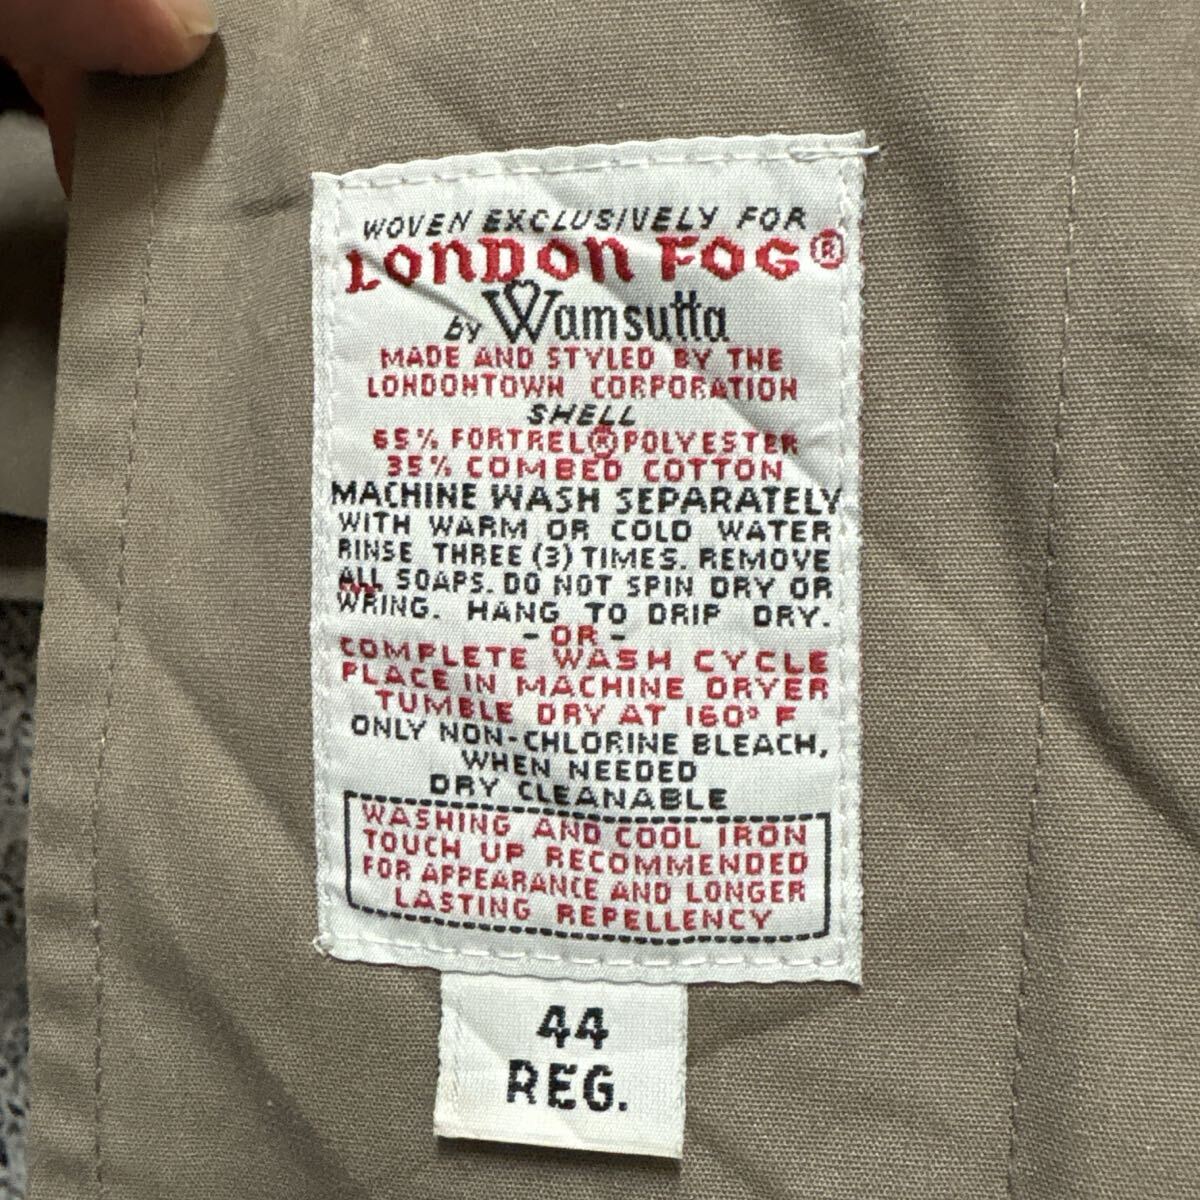 WOVEN EXCLUSIVELY FOR
LONDON FOG®
by Wamsutta
MADE AND STYLED BY THE
LONDONTOWN CORPORATION
SHELL
65% FORTREL® POLYESTER
35% COMBED COTTON
MACHINE WASH SEPARATELY
WITH WARM OR COLD WATER
RINSE THREE (3) TIMES. REMOVE
ALL SOAPS. DO NOT SPIN DRY OR
WRING. HANG TO DRIP DRY.
- OR -
COMPLETE WASH CYCLE
PLACE IN MACHINE DRYER
TUMBLE DRY AT 160° F
ONLY NON-CHLORINE BLEACH,
WHEN NEEDED
DRY CLEANABLE
WASHING AND COOL IRON
TOUCH UP RECOMMENDED
FOR APPEARANCE AND LONGER
LASTING REPELLENCY
44
REG.